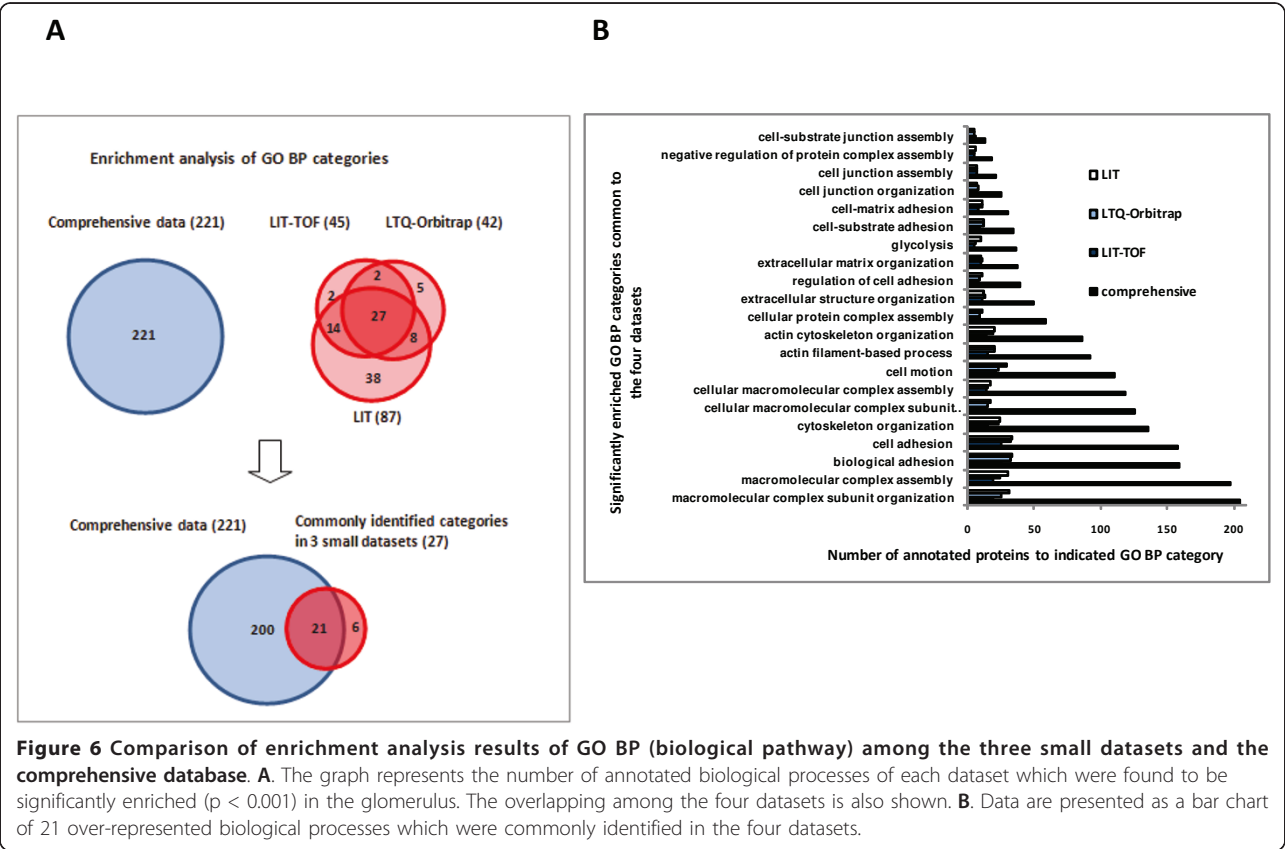 A
B
Enrichment analysis of GO BP categories
Comprehensive data (221)
LIT-TOF (45)
LTQ-Orbitrap (42)
2
2
5
221
27
14
8
38
LIT (87)
Comprehensive data (221)
Commonly identified categories
in 3 small datasets (27)
200
21
6
Significantly enriched GO BP categories common to
the four datasets
cell-substrate junction assembly
negative regulation of protein complex assembly
cell junction assembly
cell junction organization
cell-matrix adhesion
cell-substrate adhesion
glycolysis
extracellular matrix organization
regulation of cell adhesion
extracellular structure organization
cellular protein complex assembly
actin cytoskeleton organization
actin filament-based process
cell motion
cellular macromolecular complex assembly
cellular macromolecular complex subunit..
cytoskeleton organization
cell adhesion
biological adhesion
macromolecular complex assembly
macromolecular complex subunit organization
LIT
LTQ-Orbitrap
LIT-TOF
comprehensive
0
50
100
150
200
Number of annotated proteins to indicated GO BP category
Figure 6 Comparison of enrichment analysis results of GO BP (biological pathway) among the three small datasets and the
comprehensive database. A. The graph represents the number of annotated biological processes of each dataset which were found to be
significantly enriched (p < 0.001) in the glomerulus. The overlapping among the four datasets is also shown. B. Data are presented as a bar chart
of 21 over-represented biological processes which were commonly identified in the four datasets.